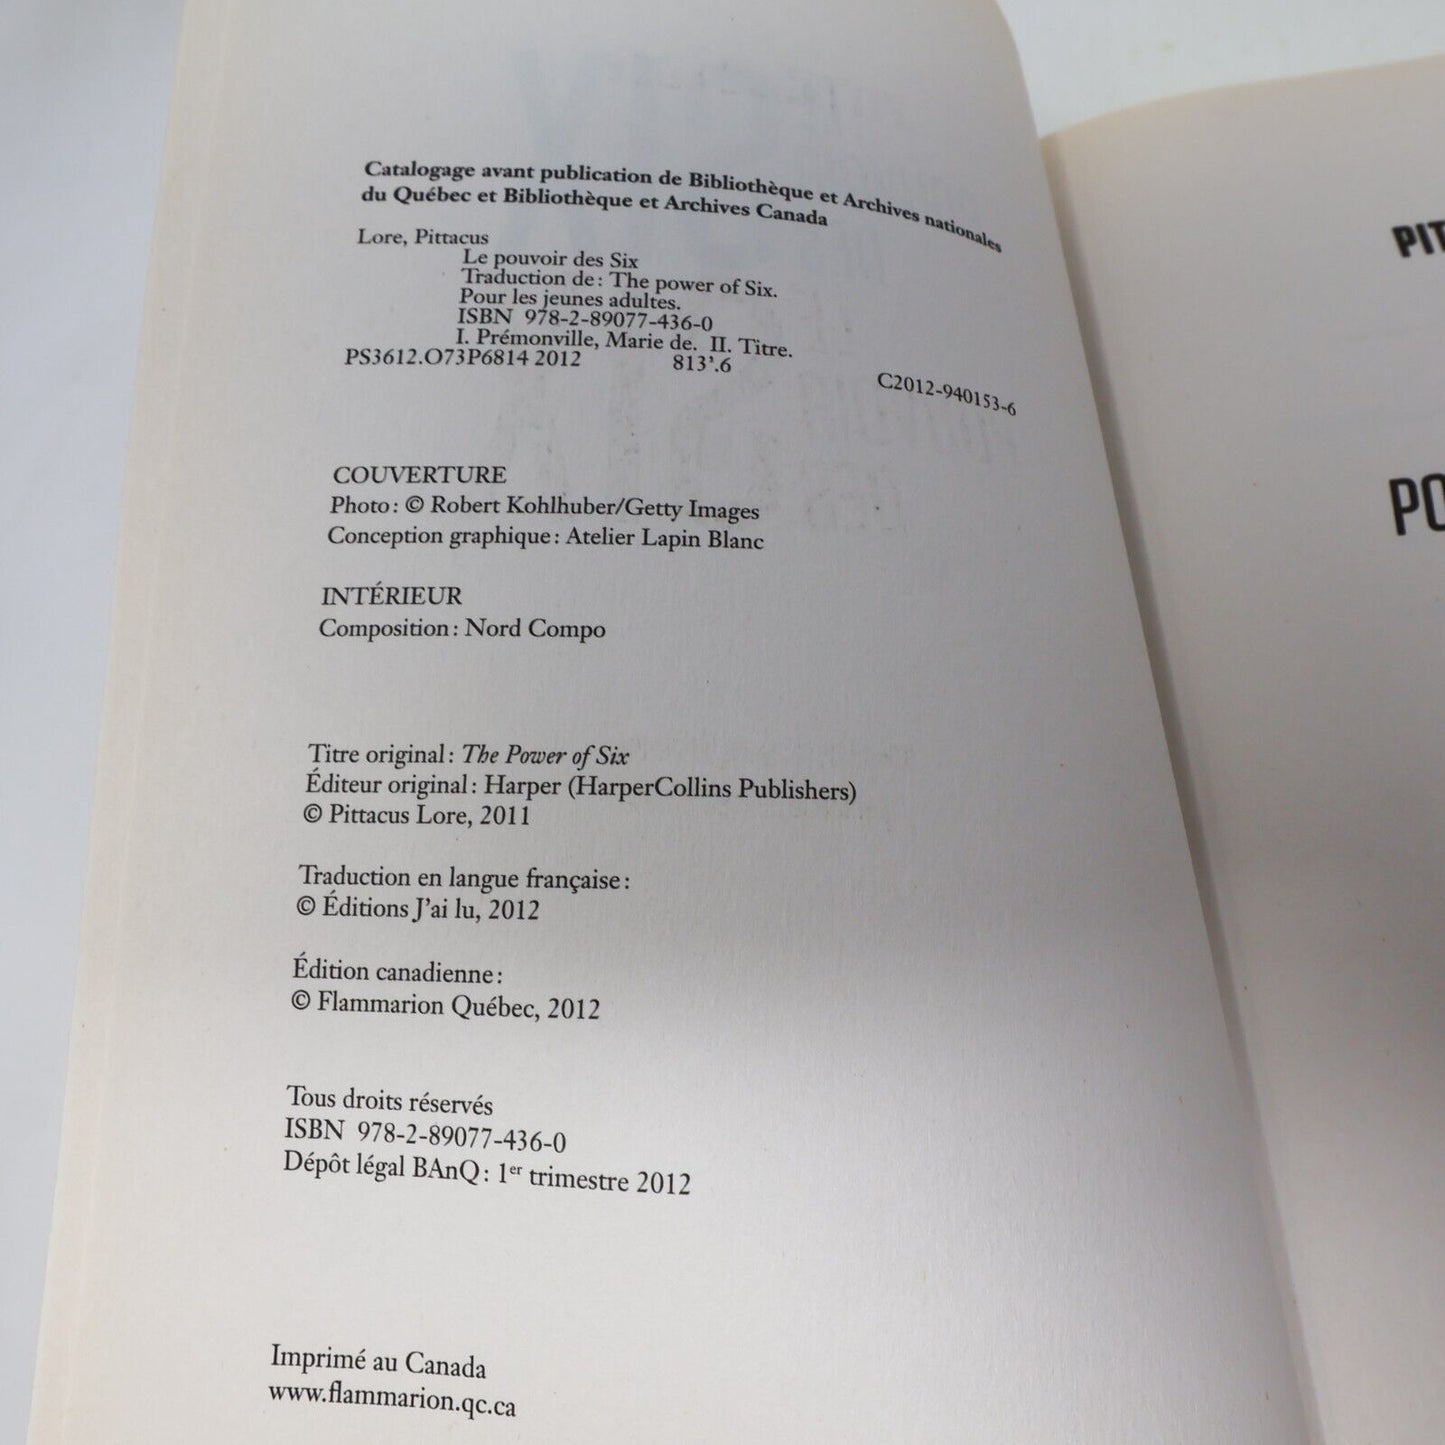 Catalogage avant publication de Bibliothèque et Archives nationales
du Québec et Bibliothèque et Archives Canada
Lore, Pittacus
Le pouvoir des Six
Traduction de : The power of Six.
Pour les jeunes adultes.
ISBN 978-2-89077-436-0
I. Prémonville, Marie de. II. Titre.
PS3612.O73P6814 2012 813'.6 C2012-940153-6
COUVERTURE
Photo : © Robert Kohlhuber/Getty Images
Conception graphique : Atelier Lapin Blanc
INTÉRIEUR
Composition : Nord Compo
Titre original : The Power of Six
Éditeur original : Harper (HarperCollins Publishers)
© Pittacus Lore, 2011
Traduction en langue française :
© Éditions J'ai lu, 2012
Édition canadienne :
© Flammarion Québec, 2012
Tous droits réservés
ISBN 978-2-89077-436-0
Dépôt légal BAnQ : 1er trimestre 2012
Imprimé au Canada
www.flammarion.qc.ca
PIT
PO